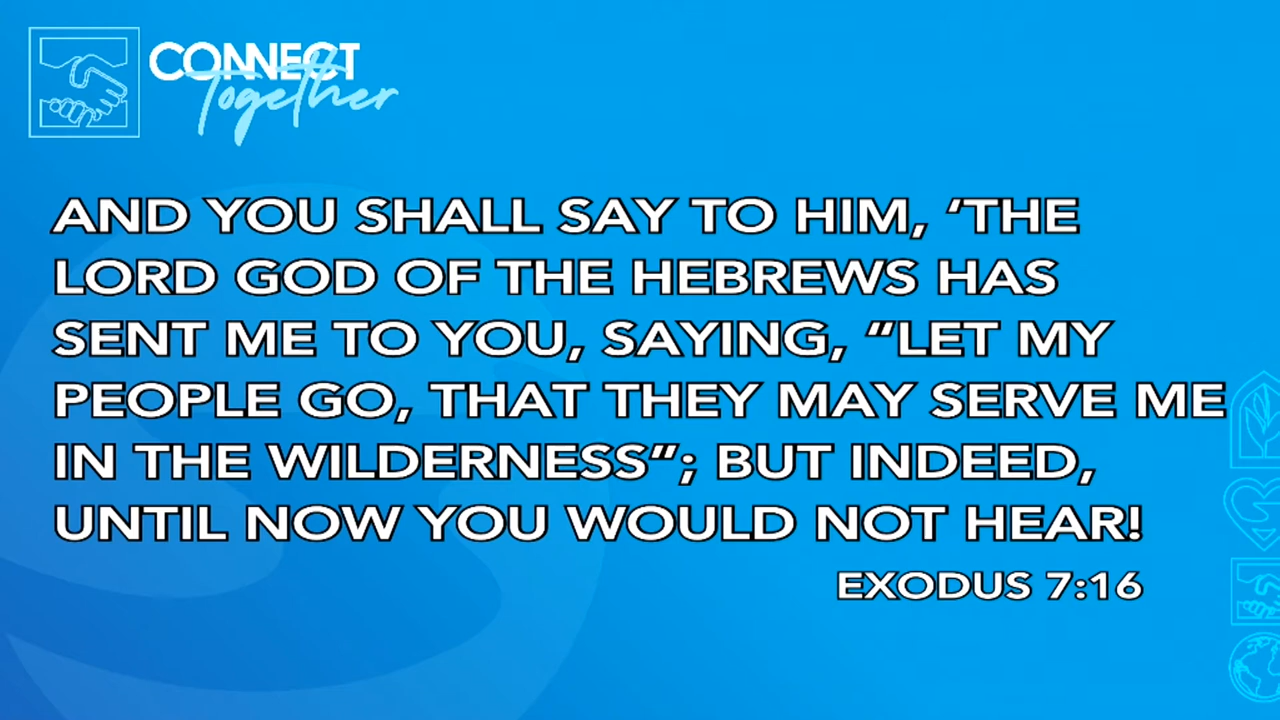 CONNECT
Together
AND YOU SHALL SAY TO HIM, ‘THE
LORD GOD OF THE HEBREWS HAS
SENT ME TO YOU, SAYING, “LET MY
PEOPLE GO, THAT THEY MAY SERVE ME
IN THE WILDERNESS”; BUT INDEED,
UNTIL NOW YOU WOULD NOT HEAR!
EXODUS 7:16